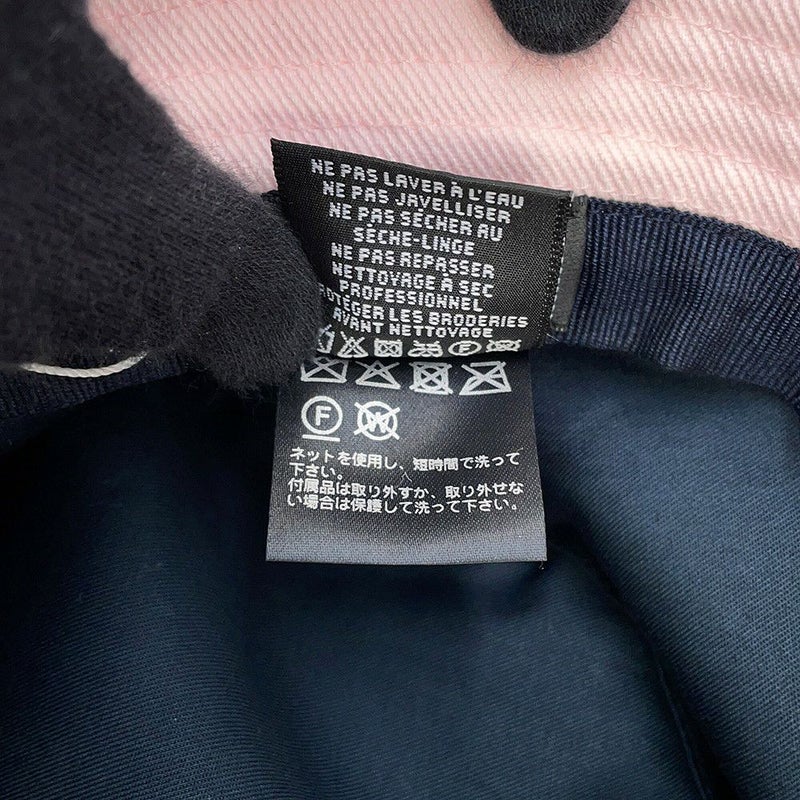 NE PAS LAVER À L'EAU
NE PAS JAVELLISER
NE PAS SÉCHER AU
SÈCHE-LINGE
NE PAS REPASSER
NETTOYAGE À SEC
PROFESSIONNEL
ROTÉGER LES BRODERIES
AVANT NETTOYAGE
F
F W
ネットを使用し、短時間で洗って
下さい。
付属品は取り外すか、取り外せな
い場合は保護して洗って下さい。